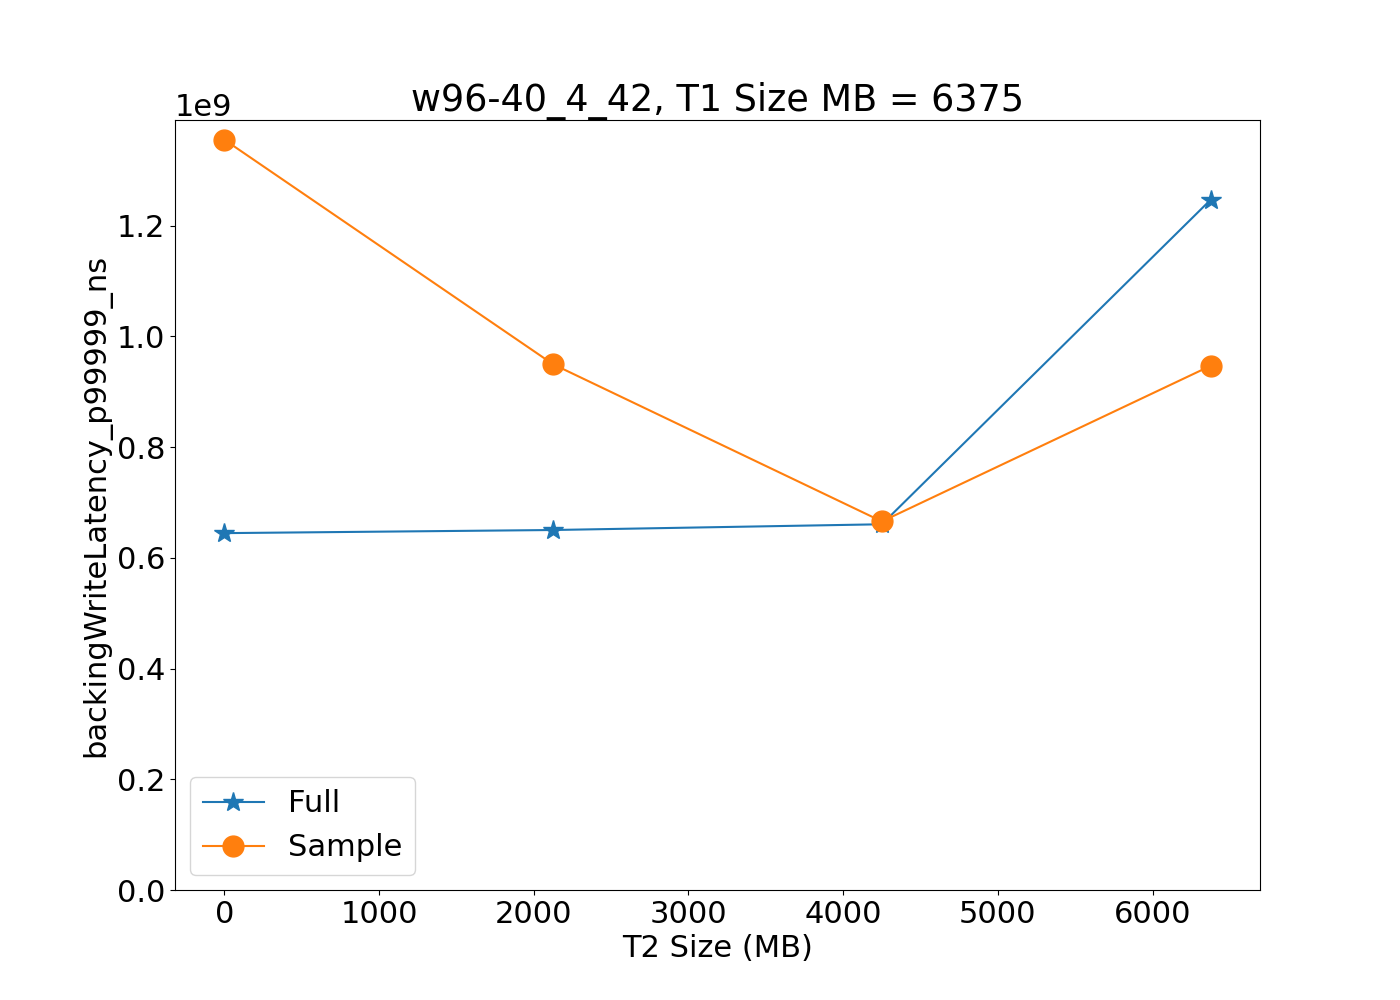 w96-40_4_42, T1 Size MB = 6375
1e9
backingWriteLatency_p99999_ns
1.2
1.0
0.8
0.6
0.4
0.2
0.0
Full
Sample
0 1000 2000 3000 4000 5000 6000
T2 Size (MB)